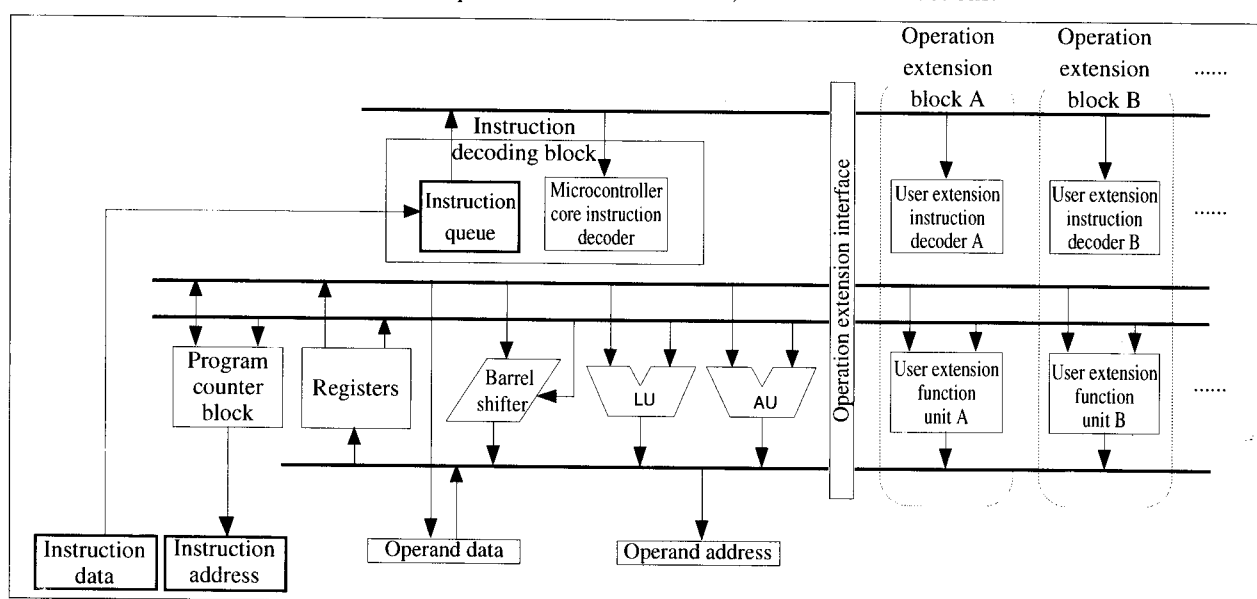 Operation
extension
block A
Operation
extension
block B
......
Instruction
decoding block
Instruction
queue
Microcontroller
core instruction
decoder
Operation extension interface
User extension
instruction
decoder A
User extension
instruction
decoder B
......
Program
counter
block
Registers
Barrel
shifter
LU
AU
User extension
function
unit A
User extension
function
unit B
......
Instruction
data
Instruction
address
Operand data
Operand address